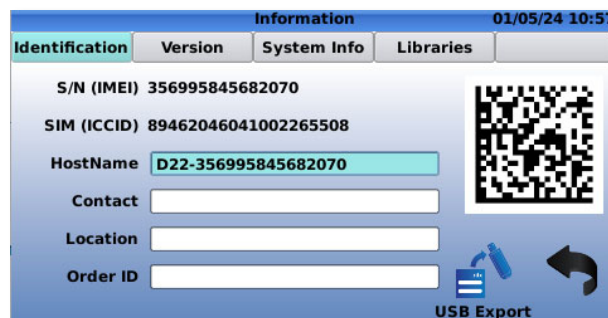 Information 01/05/24 10:57
Identification Version System Info Libraries
S/N (IMEI) 356995845682070
SIM (ICCID) 89462046041002265508
HostName D22-356995845682070
Contact
Location
Order ID
USB Export